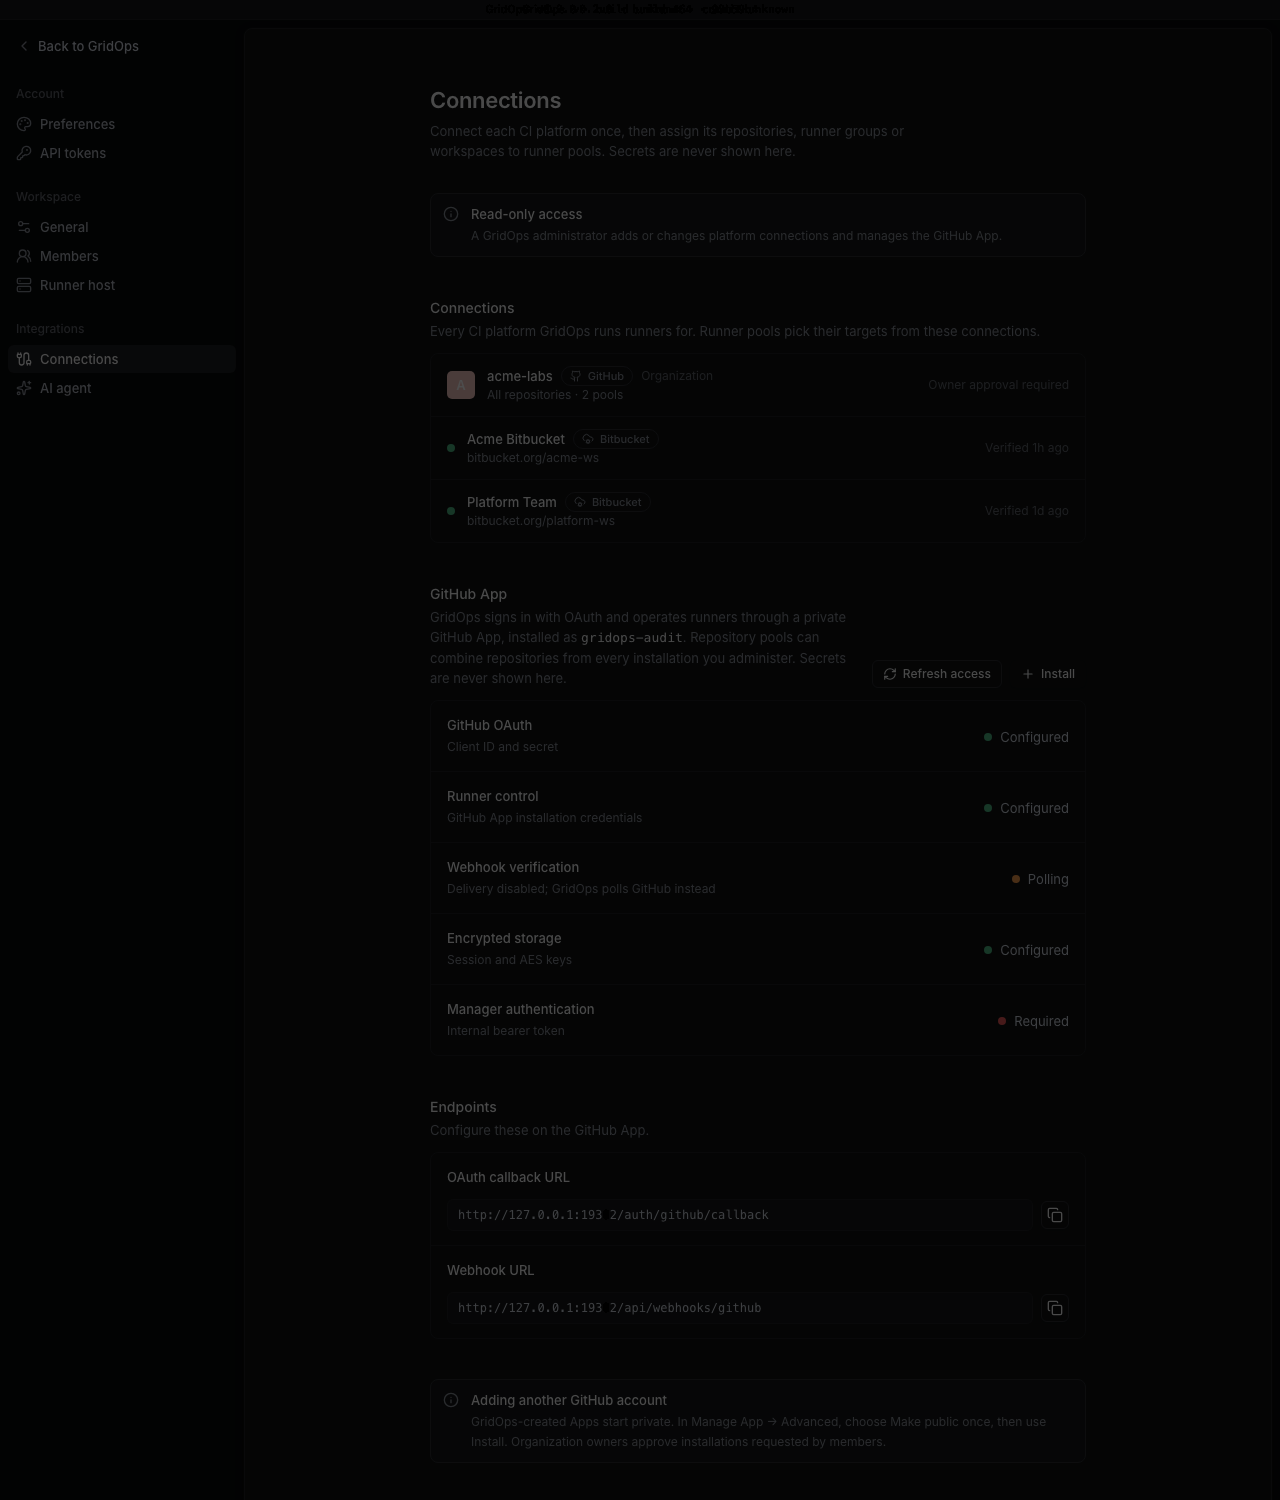 Back to GridOps
Account
Preferences
API tokens
Workspace
General
Members
Runner host
Integrations
Connections
AI agent
Connections
Connect each CI platform once, then assign its repositories, runner groups or
workspaces to runner pools. Secrets are never shown here.
Read-only access
A GridOps administrator adds or changes platform connections and manages the GitHub App.
Connections
Every CI platform GridOps runs runners for. Runner pools pick their targets from these connections.
A
acme-labs GitHub Organization
All repositories · 2 pools
Owner approval required
Acme Bitbucket Bitbucket
bitbucket.org/acme-ws
Verified 1h ago
Platform Team Bitbucket
bitbucket.org/platform-ws
Verified 1d ago
GitHub App
GridOps signs in with OAuth and operates runners through a private
GitHub App, installed as gridops-audit. Repository pools can
combine repositories from every installation you administer. Secrets
are never shown here.
Refresh access
Install
GitHub OAuth
Client ID and secret
Configured
Runner control
GitHub App installation credentials
Configured
Webhook verification
Delivery disabled; GridOps polls GitHub instead
Polling
Encrypted storage
Session and AES keys
Configured
Manager authentication
Internal bearer token
Required
Endpoints
Configure these on the GitHub App.
OAuth callback URL
http://127.0.0.1:193 2/auth/github/callback
Webhook URL
http://127.0.0.1:193 2/api/webhooks/github
Adding another GitHub account
GridOps-created Apps start private. In Manage App → Advanced, choose Make public once, then use
Install. Organization owners approve installations requested by members.